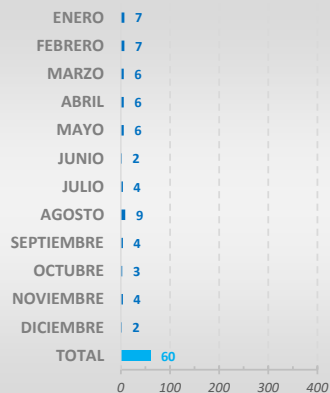 ENERO 7
FEBRERO 7
MARZO 6
ABRIL 6
MAYO 6
JUNIO 2
JULIO 4
AGOSTO 9
SEPTIEMBRE 4
OCTUBRE 3
NOVIEMBRE 4
DICIEMBRE 2
TOTAL 60
0 100 200 300 400